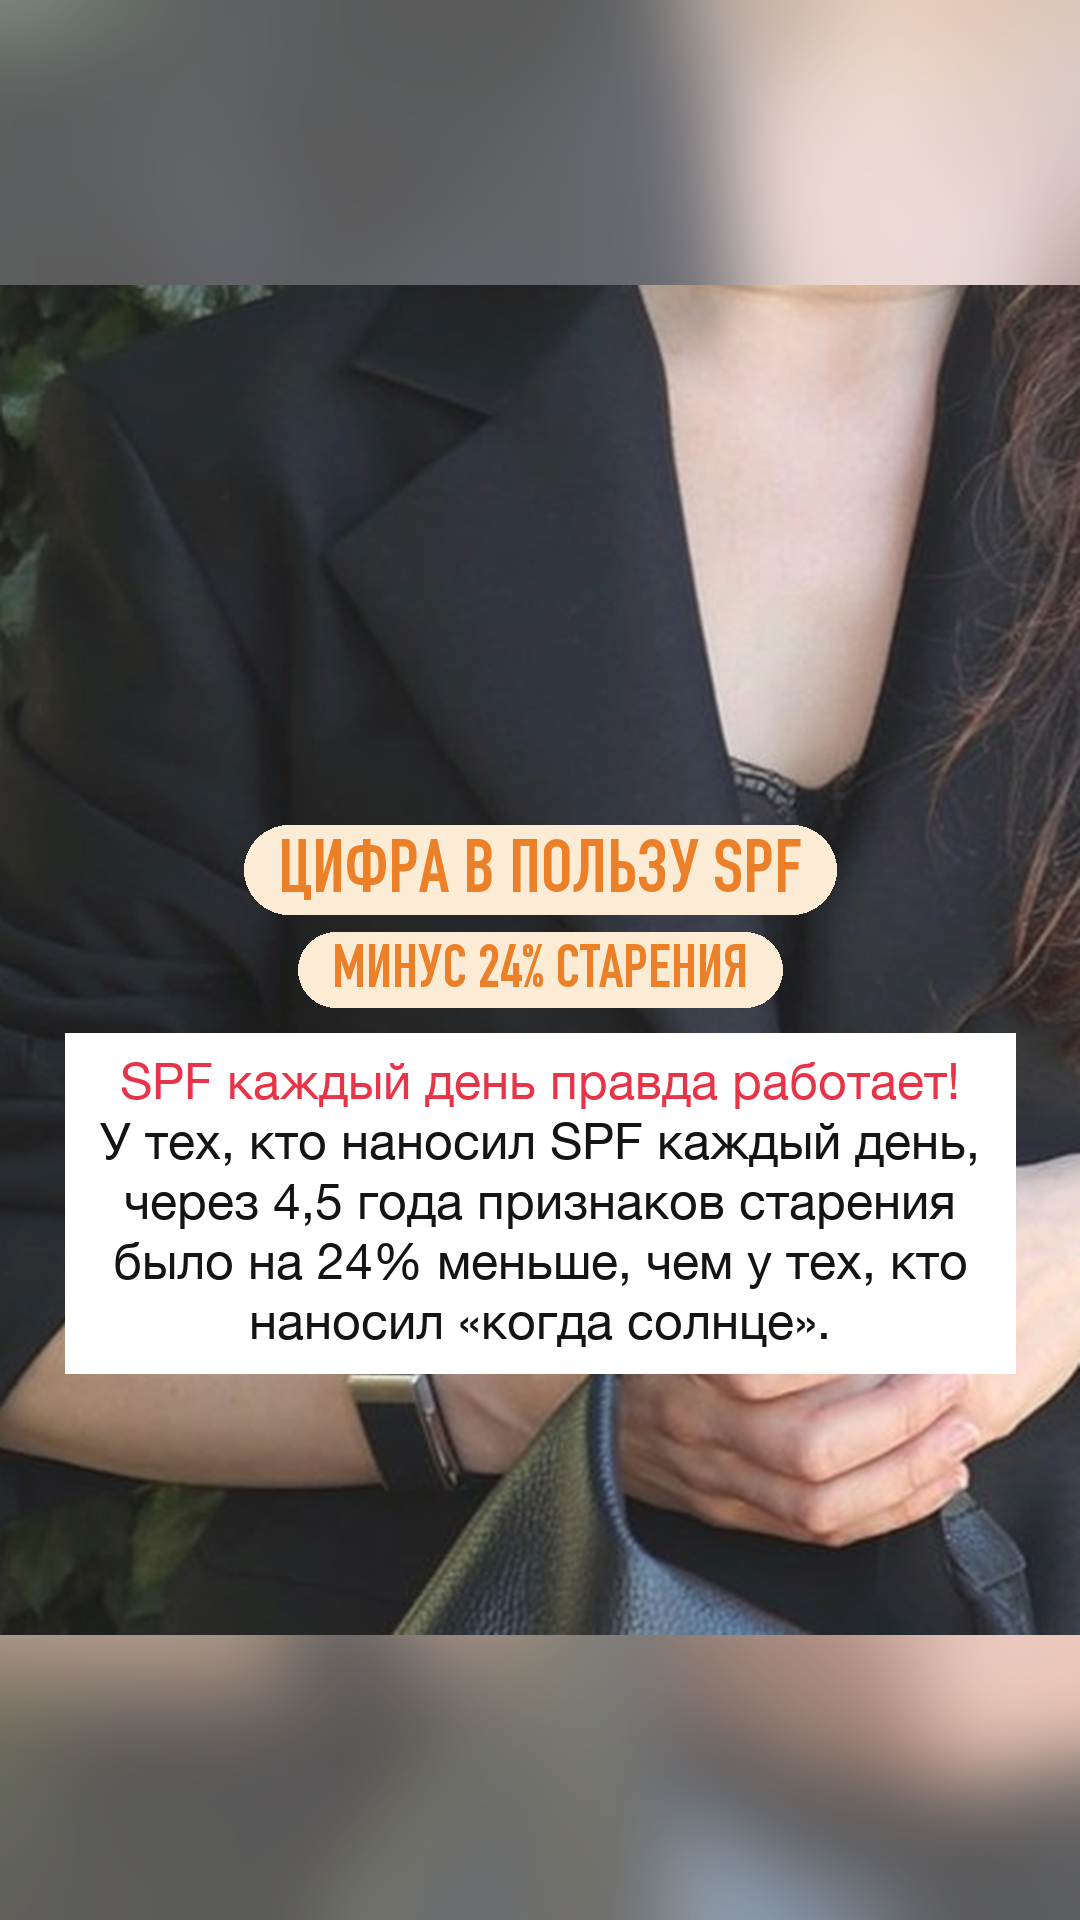 ЦИФРА В ПОЛЬЗУ SPF
МИНУС 24% СТАРЕНИЯ
SPF каждый день правда работает!
У тех, кто наносил SPF каждый день,
через 4,5 года признаков старения
было на 24% меньше, чем у тех, кто
наносил «когда солнце».